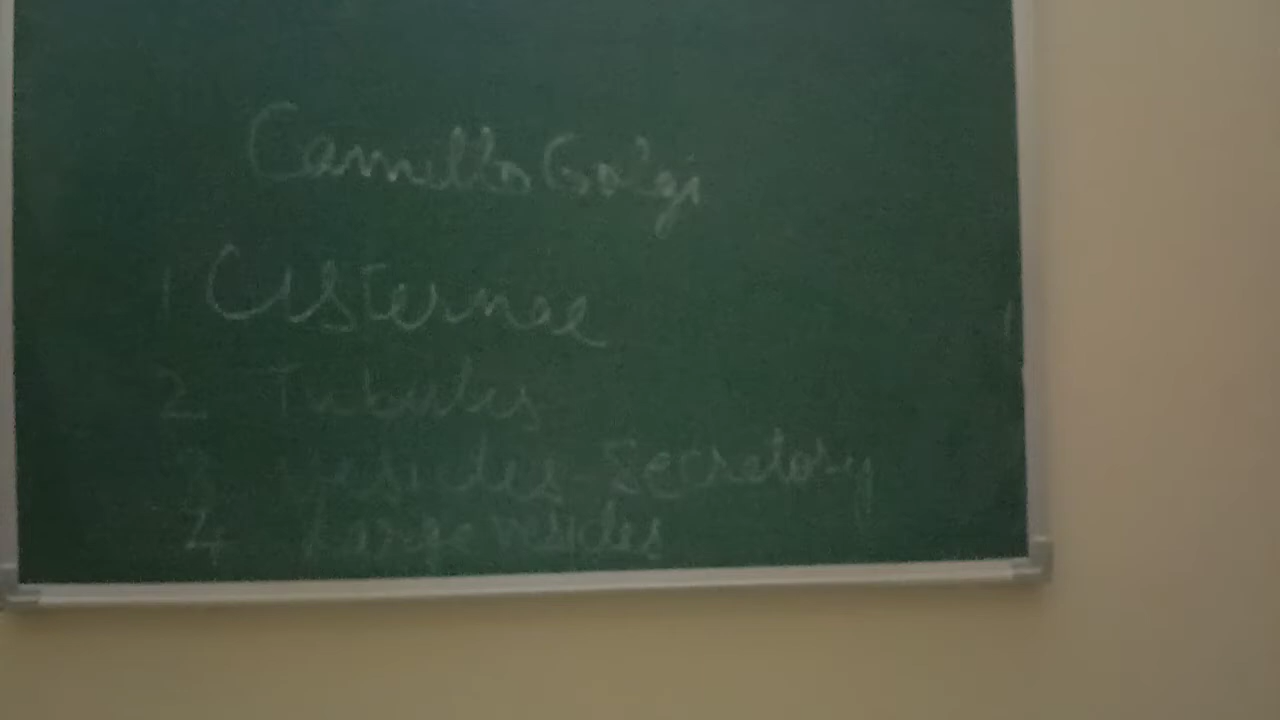 Camillo Golgi
1 Cisternae
2 Tubules
3 Vesicles - Secretory
4 Large vesicles